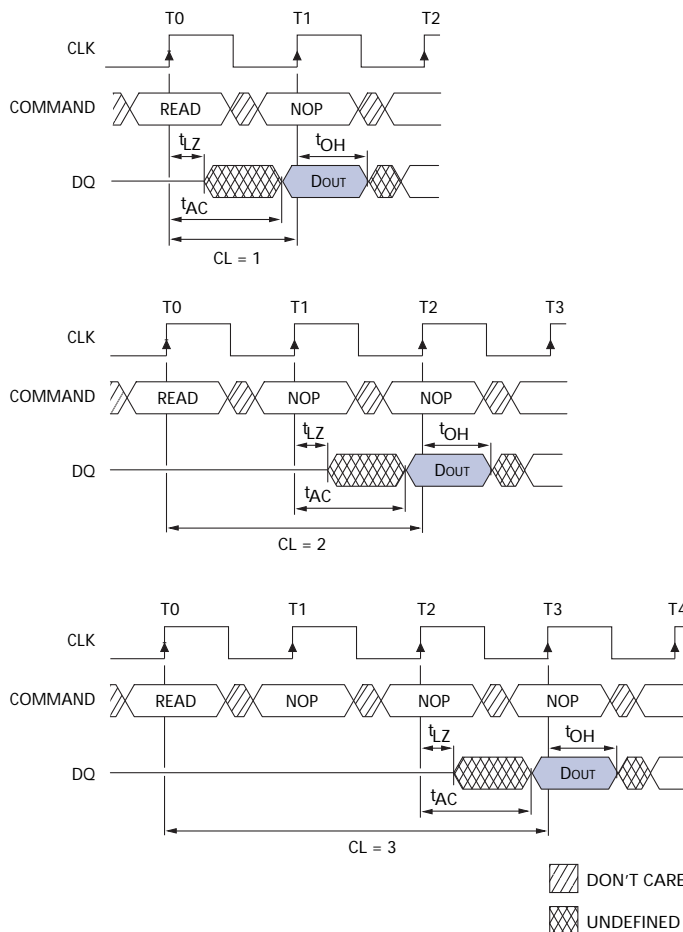 T0 T1 T2
CLK
COMMAND READ NOP
tLZ tOH
DQ DOUT
tAC
CL = 1
T0 T1 T2 T3
CLK
COMMAND READ NOP NOP
tLZ tOH
DQ DOUT
tAC
CL = 2
T0 T1 T2 T3 T4
CLK
COMMAND READ NOP NOP NOP
tLZ tOH
DQ DOUT
tAC
CL = 3
DON'T CARE
UNDEFINED